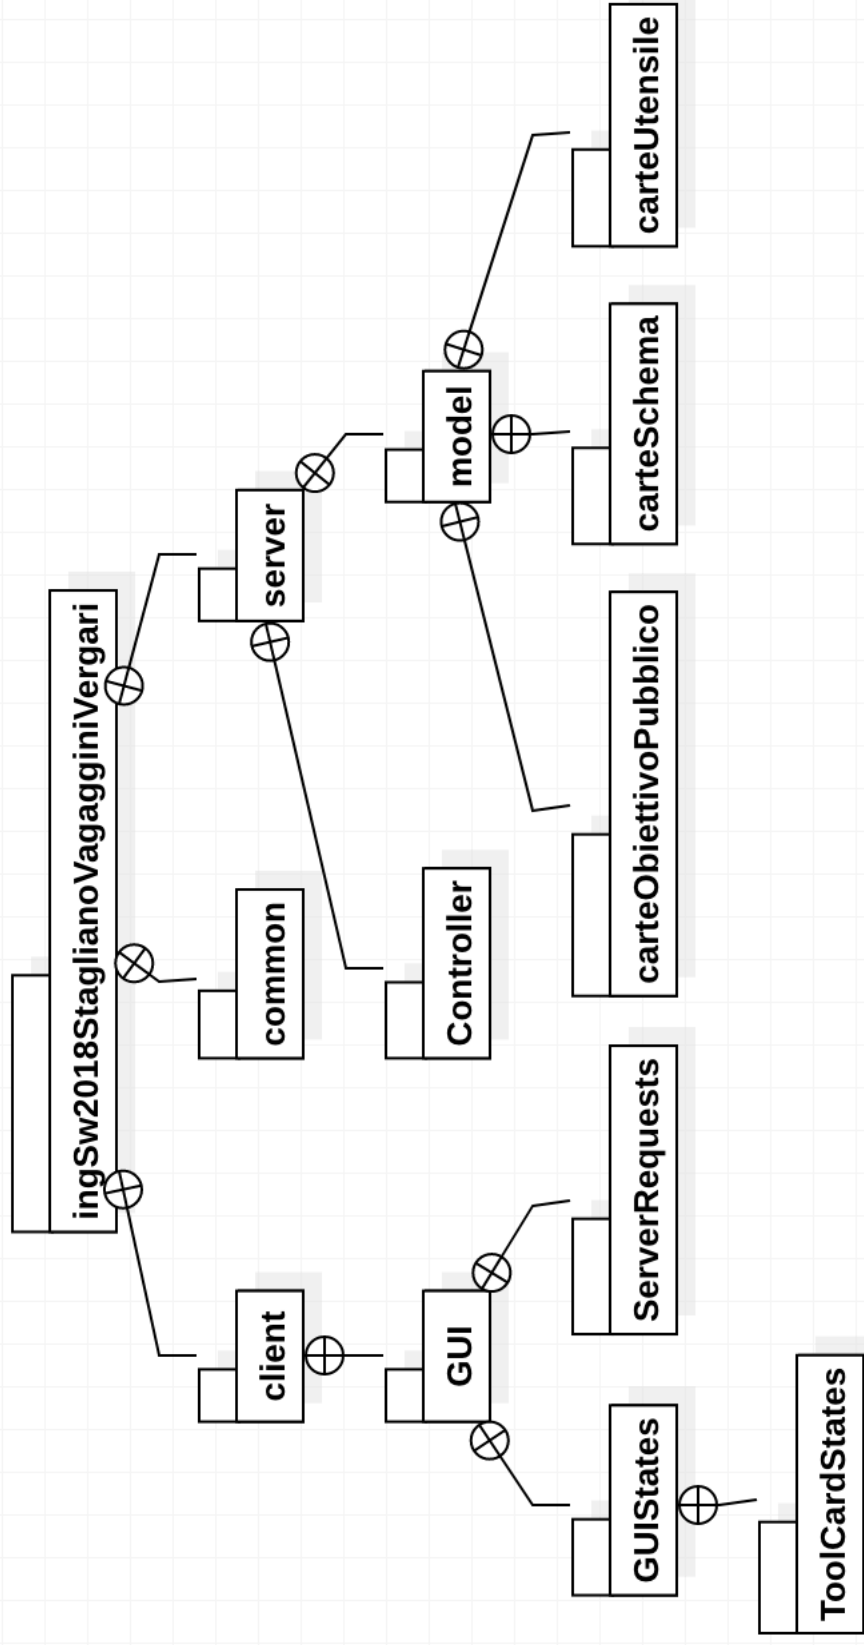 ingSw2018StaglianoVagagginiVergari
client
common
server
GUI
Controller
model
GUIStates
ServerRequests
carteObiettivoPubblico
carteSchema
carteUtensile
ToolCardStates